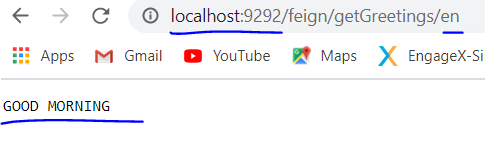 localhost:9292/feign/getGreetings/en
Apps Gmail YouTube Maps EngageX-Si
GOOD MORNING